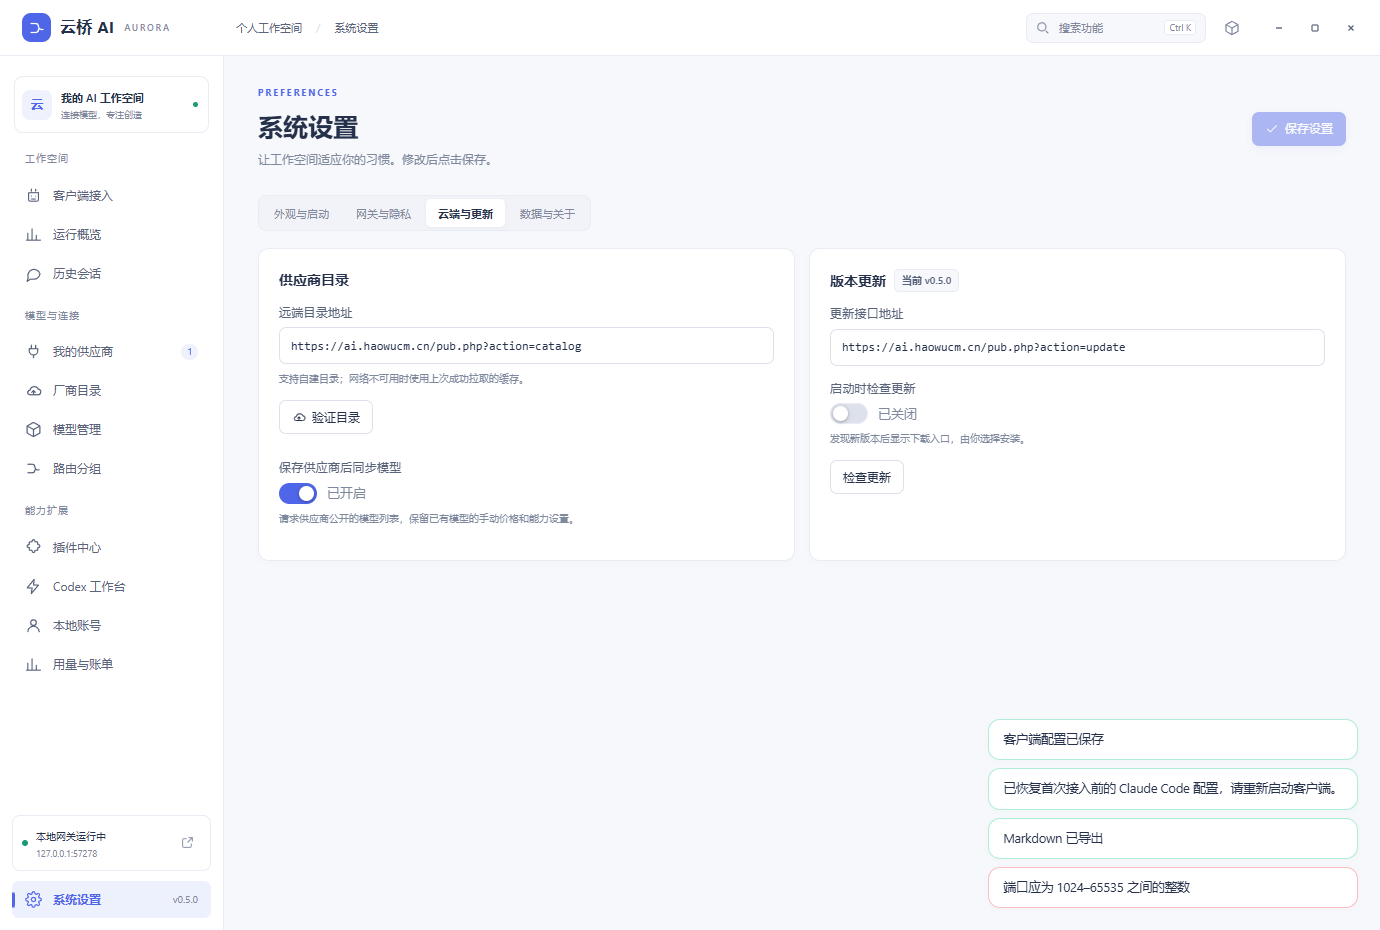 云桥 AI AURORA
个人工作空间 / 系统设置
搜索功能 Ctrl K
云
我的 AI 工作空间
连接模型，专注创造
工作空间
客户端接入
运行概览
历史会话
模型与连接
我的供应商 1
厂商目录
模型管理
路由分组
能力扩展
插件中心
Codex 工作台
本地账号
用量与账单
本地网关运行中
127.0.0.1:57278
系统设置 v0.5.0
PREFERENCES
系统设置
让工作空间适应你的习惯。修改后点击保存。
保存设置
外观与启动 网关与隐私 云端与更新 数据与关于
供应商目录
远端目录地址
https://ai.haowucm.cn/pub.php?action=catalog
支持自建目录；网络不可用时使用上次成功拉取的缓存。
验证目录
保存供应商后同步模型
已开启
请求供应商公开的模型列表，保留已有模型的手动价格和能力设置。
版本更新 当前 v0.5.0
更新接口地址
https://ai.haowucm.cn/pub.php?action=update
启动时检查更新
已关闭
发现新版本后显示下载入口，由你选择安装。
检查更新
客户端配置已保存
已恢复首次接入前的 Claude Code 配置，请重新启动客户端。
Markdown 已导出
端口应为 1024–65535 之间的整数